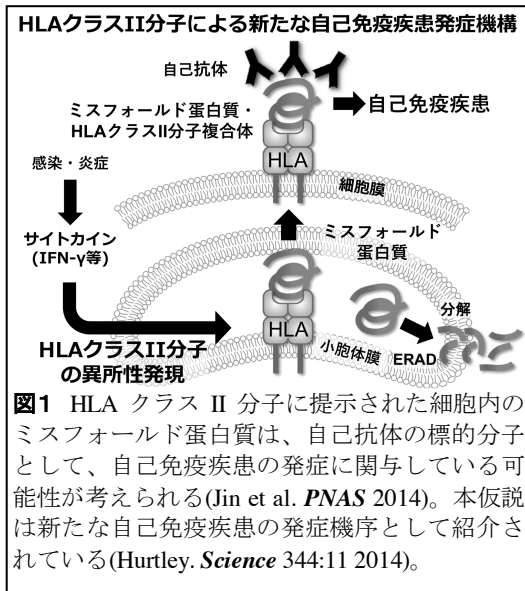 HLAクラスII分子による新たな自己免疫疾患発症機構
自己抗体
ミスフォールド蛋白質・
HLAクラスII分子複合体
自己免疫疾患
HLA
感染・炎症
細胞膜
サイトカイン
(IFN-γ等)
ミスフォールド
蛋白質
HLA
分解
小胞体膜
ERAD
HLAクラスII分子
の異所性発現
図1 HLA クラス II 分子に提示された細胞内の
ミスフォールド蛋白質は、自己抗体の標的分子
として、自己免疫疾患の発症に関与している可
能性が考えられる(Jin et al. PNAS 2014)。本仮説
は新たな自己免疫疾患の発症機序として紹介さ
れている(Hurtley. Science 344:11 2014)。